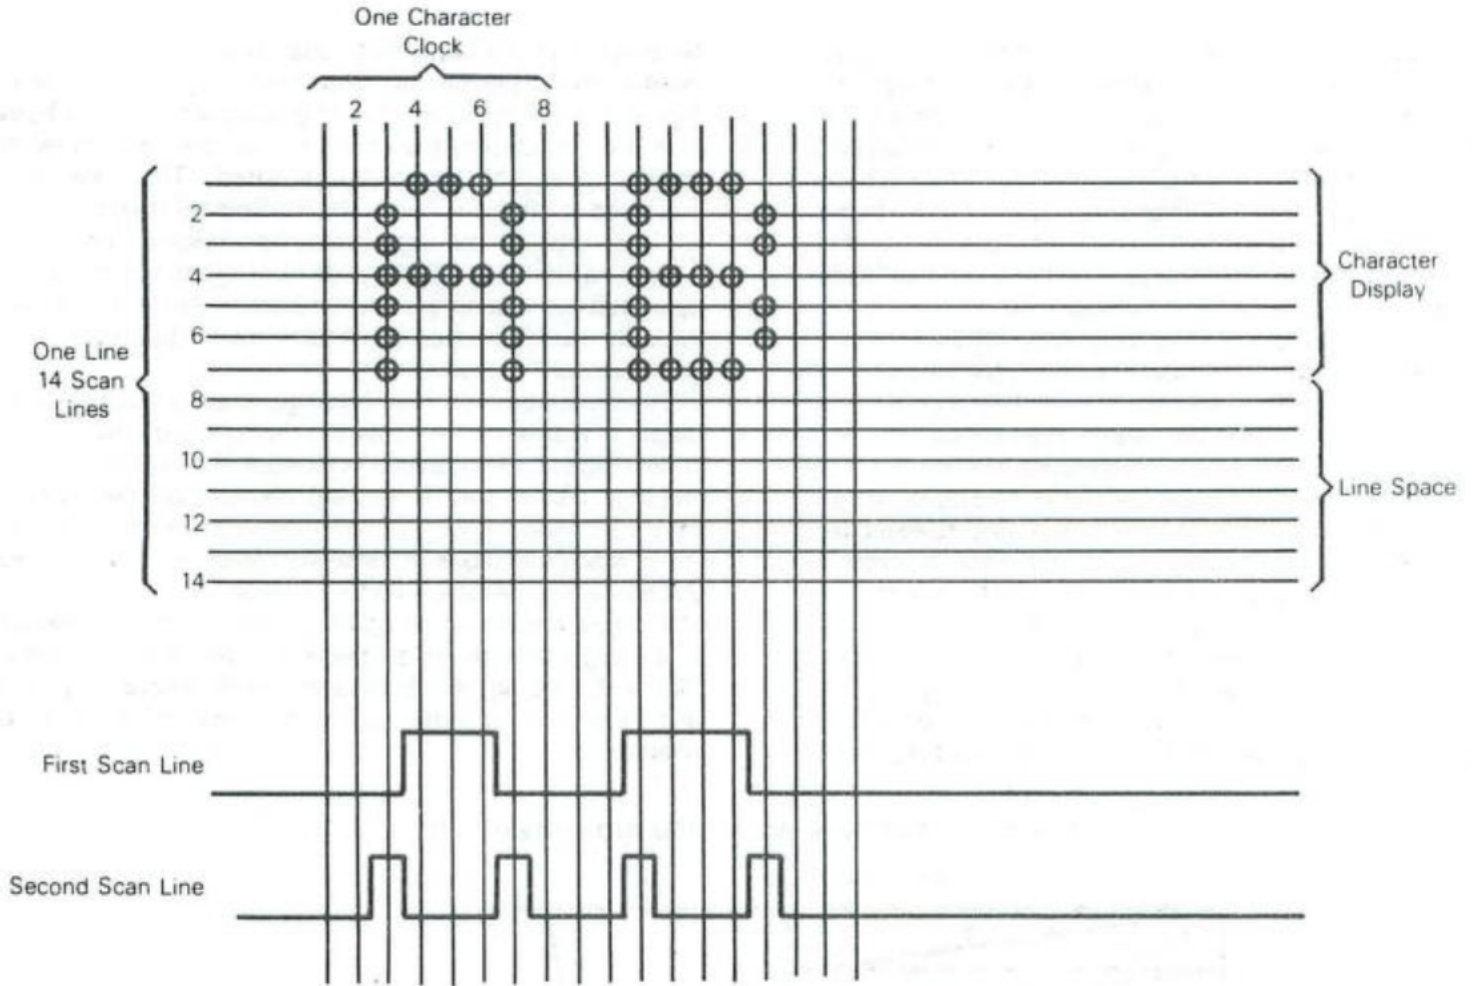 One Character
Clock
2 4 6 8
2
4
6
8
10
12
14
One Line
14 Scan
Lines
Character
Display
Line Space
First Scan Line
Second Scan Line